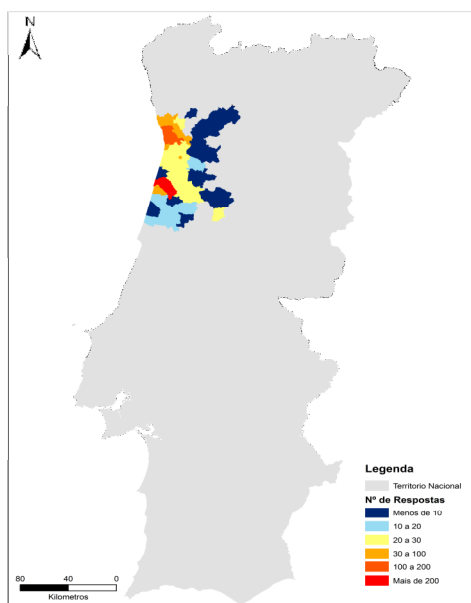 N
Legenda
Territorio Nacional
Nº de Respostas
Menos de 10
10 a 20
20 a 30
30 a 100
100 a 200
Mais de 200
80 40 0
Kilometros